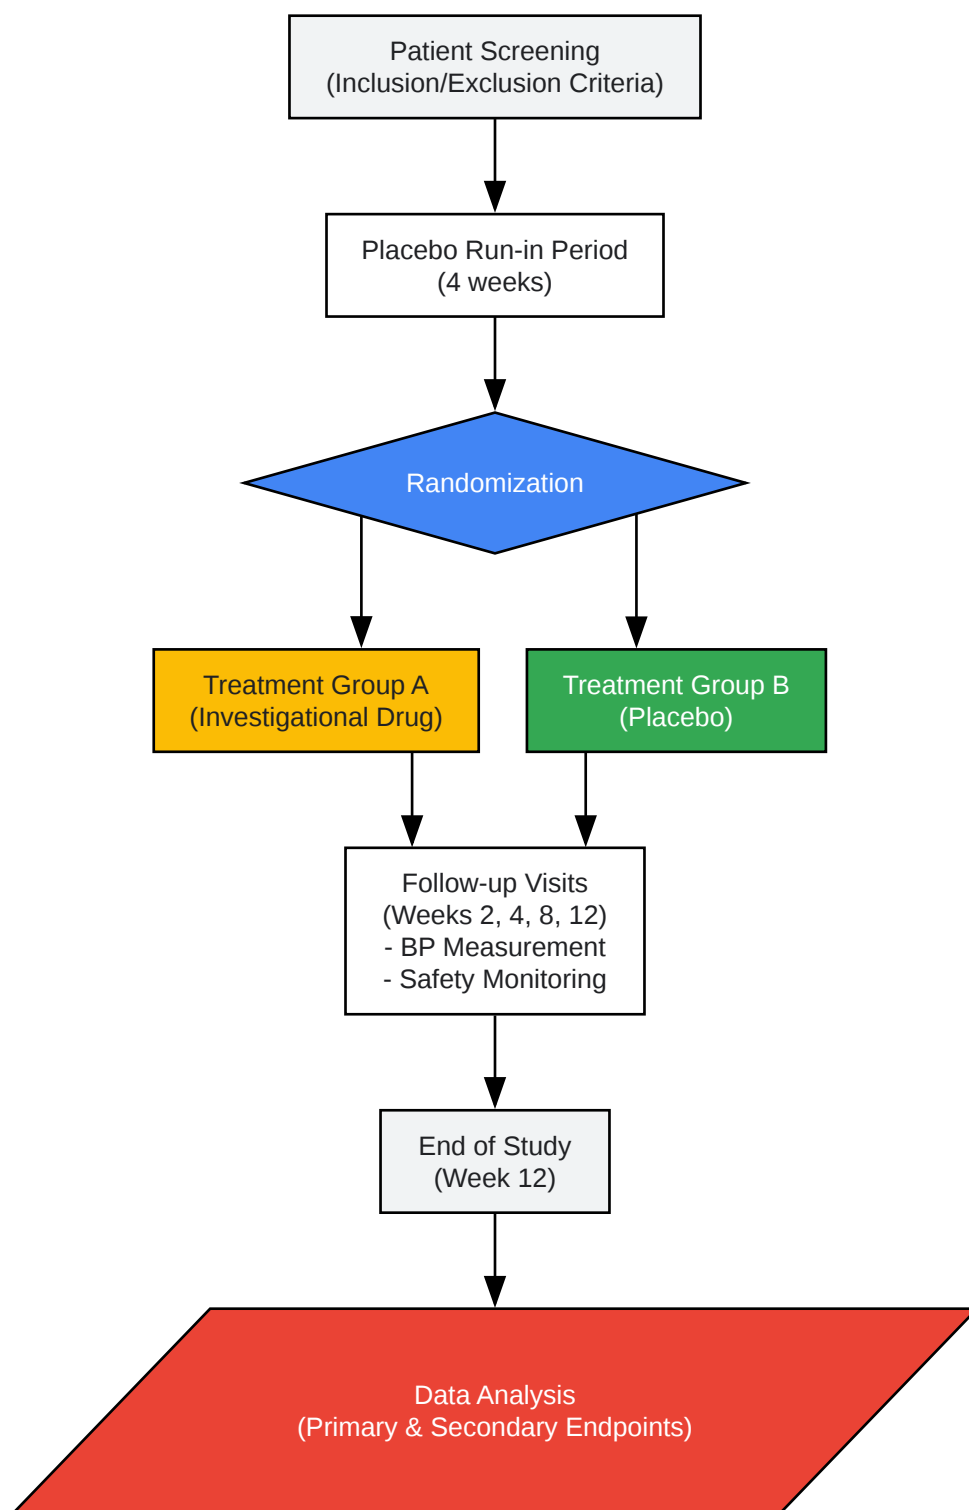 Patient Screening
(Inclusion/Exclusion Criteria)
Placebo Run-in Period
(4 weeks)
Randomization
Treatment Group A
(Investigational Drug)
Treatment Group B
(Placebo)
Follow-up Visits
(Weeks 2, 4, 8, 12)
- BP Measurement
- Safety Monitoring
End of Study
(Week 12)
Data Analysis
(Primary & Secondary Endpoints)